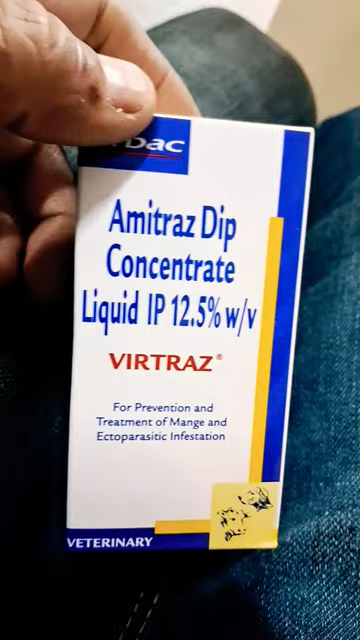 Amitraz Dip
Concentrate
Liquid IP 12.5% w/v
VIRTRAZ®
For Prevention and
Treatment of Mange and
Ectoparasitic Infestation
VETERINARY